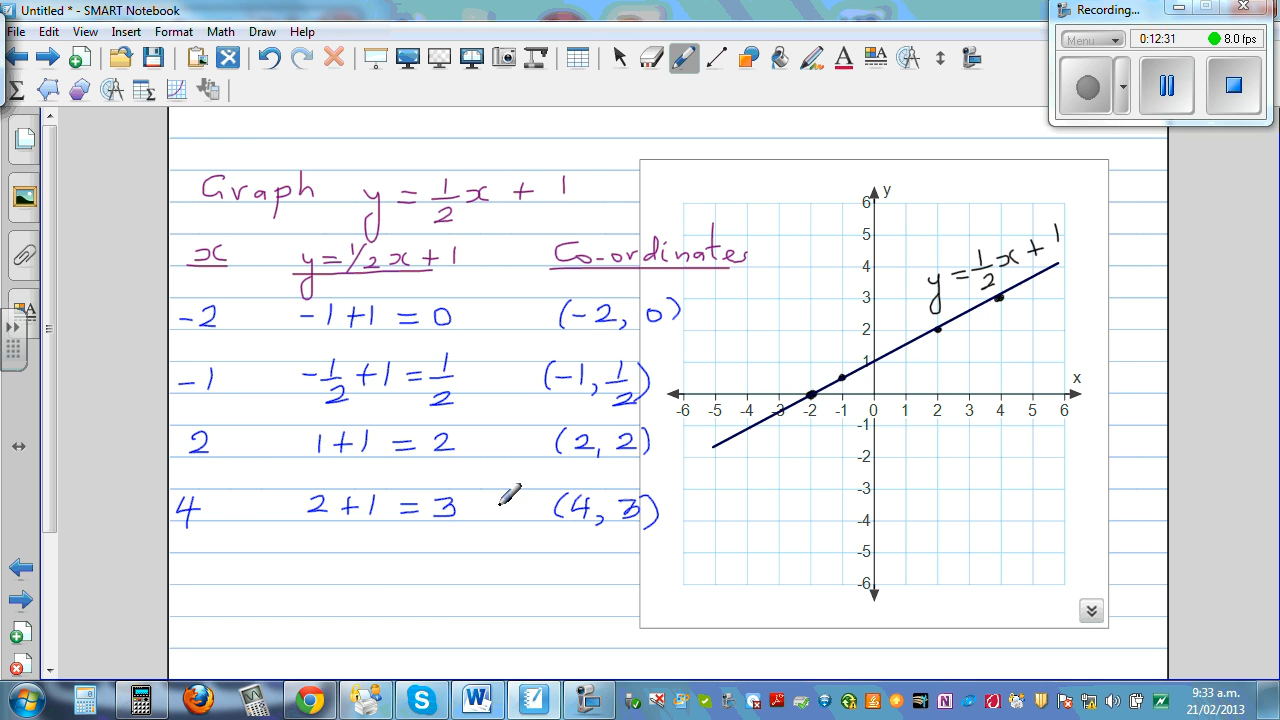 Untitled * - SMART Notebook
Recording...
File Edit View Insert Format Math Draw Help
Menu
0:12:31
8.0 fps
Graph y = 1/2 x + 1
x
y = 1/2 x + 1
Co-ordinates
-2
-1 + 1 = 0
(-2, 0)
-1
-1/2 + 1 = 1/2
(-1, 1/2)
2
1 + 1 = 2
(2, 2)
4
2 + 1 = 3
(4, 3)
y
6
5
4
3
2
1
y = 1/2 x + 1
x
-6 -5 -4 -3 -2 -1 0 1 2 3 4 5 6
-1
-2
-3
-4
-5
-6
9:33 a.m.
21/02/2013